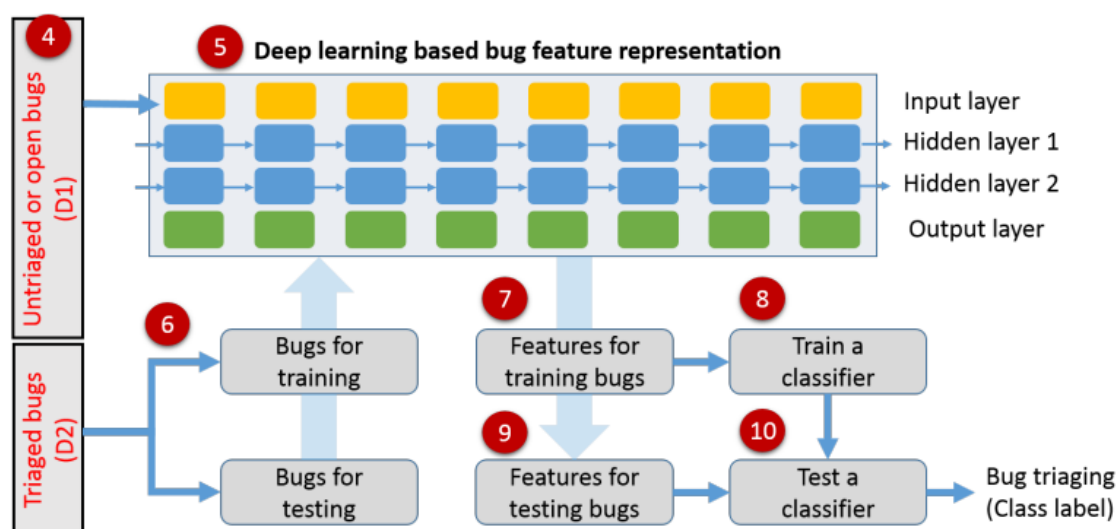 4
Untriaged or open bugs
(D1)
5
Deep learning based bug feature representation
Input layer
Hidden layer 1
Hidden layer 2
Output layer
Triaged bugs
(D2)
6
Bugs for
training
7
Features for
training bugs
8
Train a
classifier
Bugs for
testing
9
Features for
testing bugs
10
Test a
classifier
Bug triaging
(Class label)